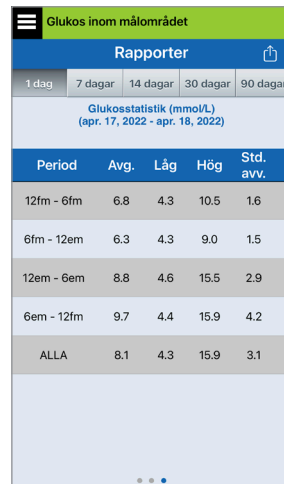 Glukos inom målområdet
Rapporter
1 dag 7 dagar 14 dagar 30 dagar 90 daga
Glukosstatistik (mmol/L)
(apr. 17, 2022 - apr. 18, 2022)
Period Avg. Låg Hög Std. avv.
12fm - 6fm 6.8 4.3 10.5 1.6
6fm - 12em 6.3 4.3 9.0 1.5
12em - 6em 8.8 4.6 15.5 2.9
6em - 12fm 9.7 4.4 15.9 4.2
ALLA 8.1 4.3 15.9 3.1